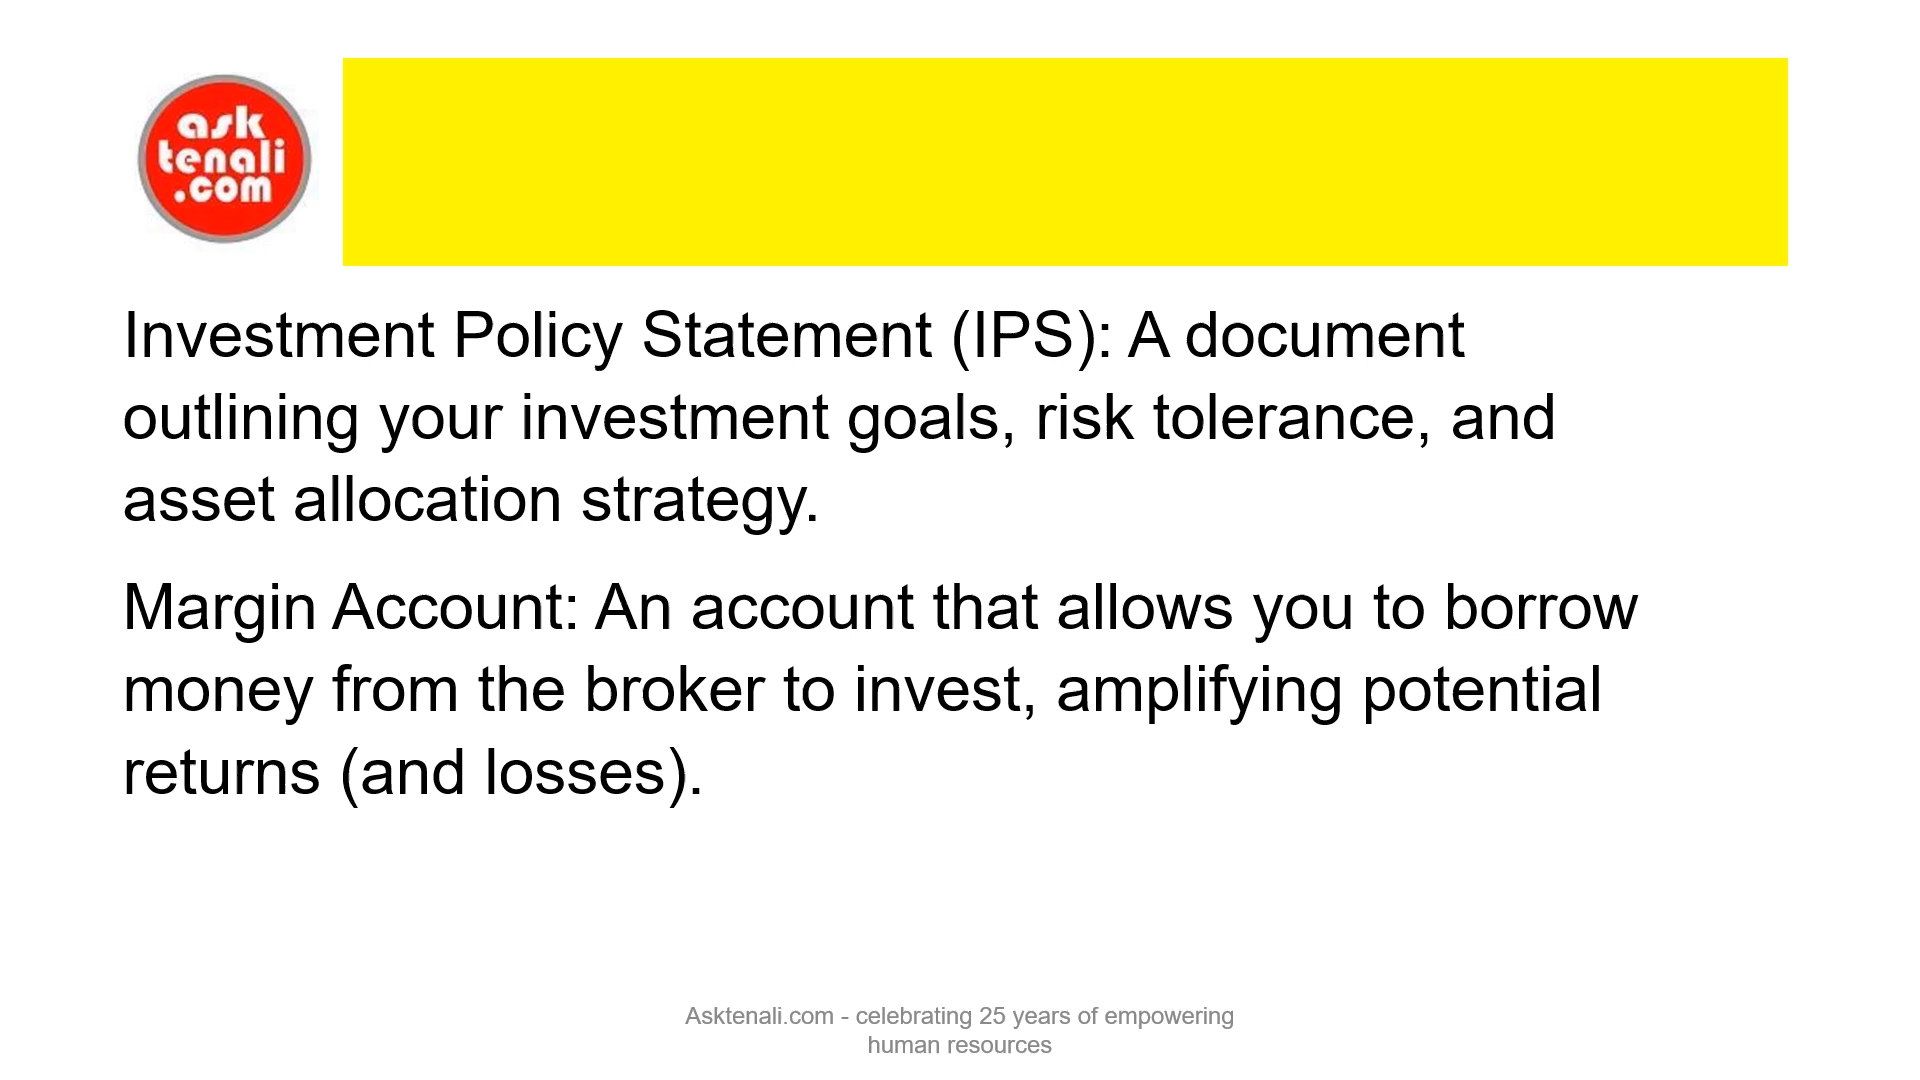 ask
tenali
.com
Investment Policy Statement (IPS): A document
outlining your investment goals, risk tolerance, and
asset allocation strategy.
Margin Account: An account that allows you to borrow
money from the broker to invest, amplifying potential
returns (and losses).
Asktenali.com - celebrating 25 years of empowering
human resources